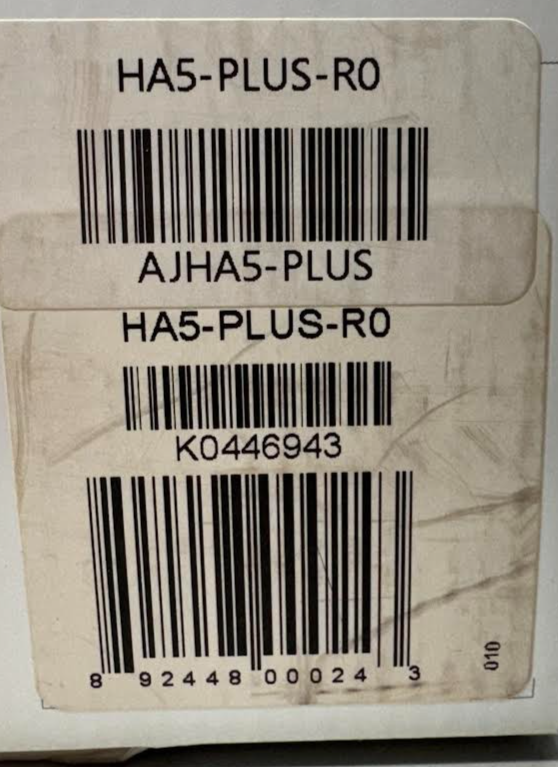 HA5-PLUS-R0
AJHA5-PLUS
HA5-PLUS-R0
K0446943
8 92448 00024 3
010